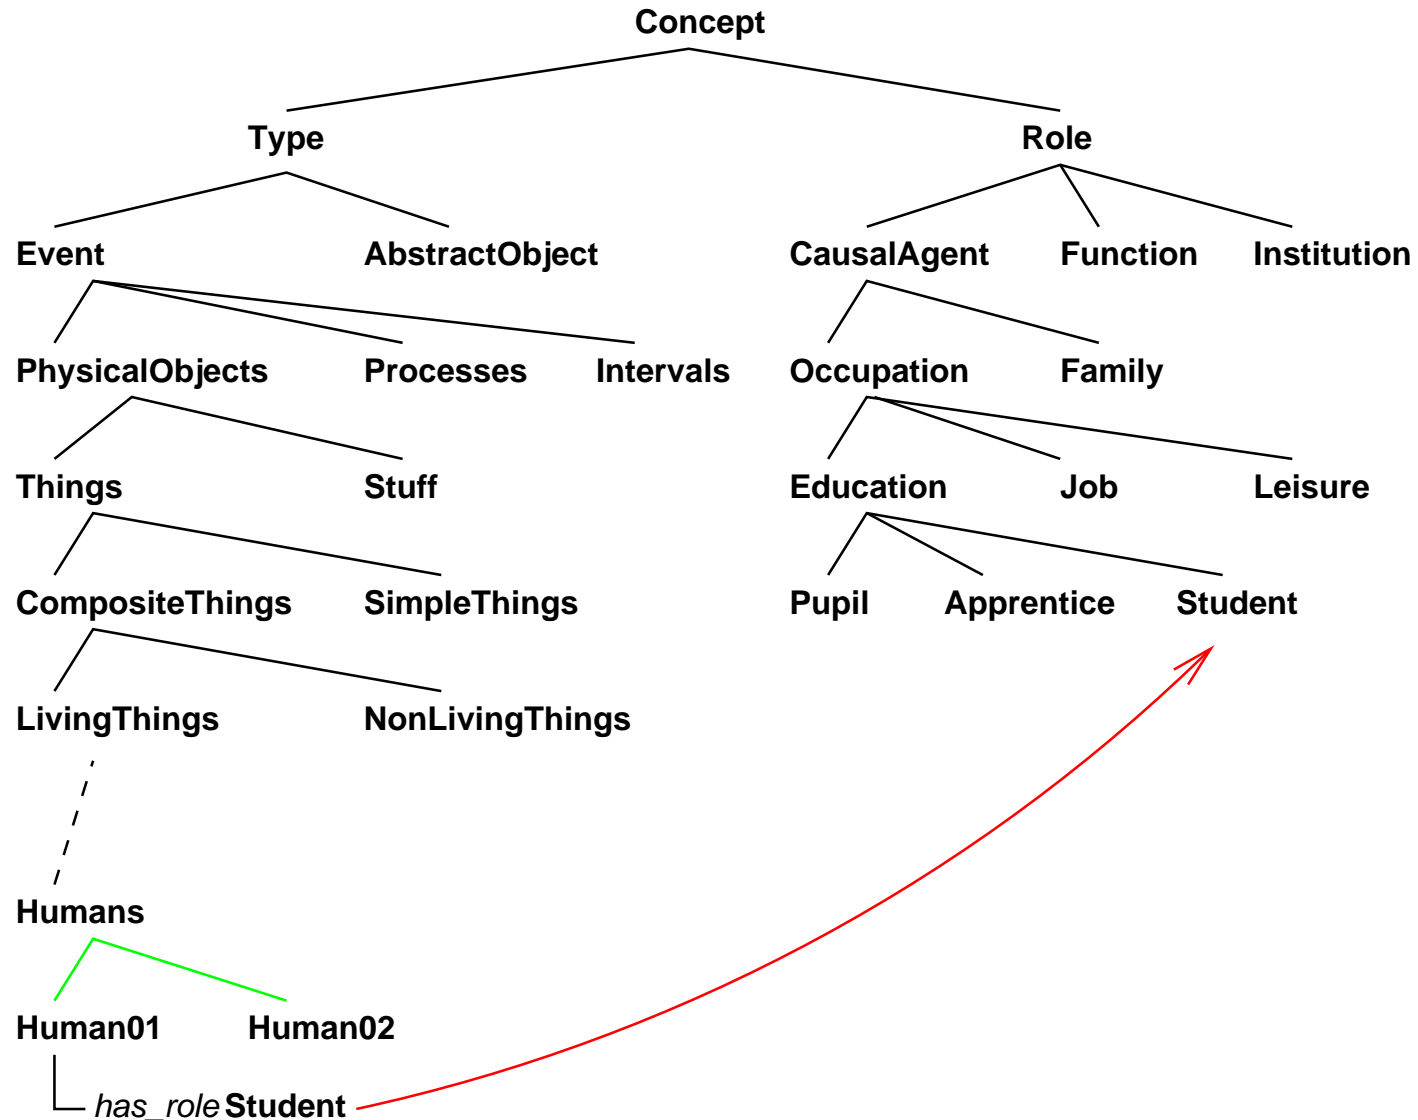 Concept
Type Role
Event AbstractObject CausalAgent Function Institution
PhysicalObjects Processes Intervals Occupation Family
Things Stuff Education Job Leisure
CompositeThings SimpleThings Pupil Apprentice Student
LivingThings NonLivingThings
Humans
Human01 Human02
has_role Student